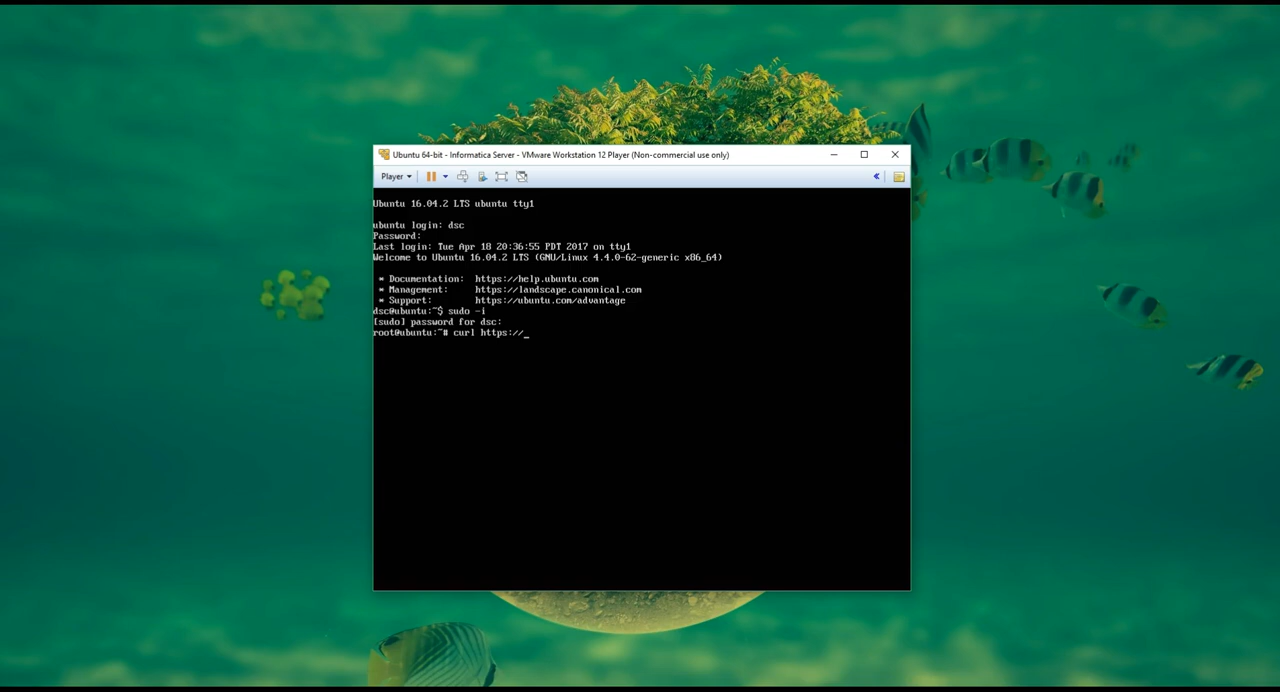 Ubuntu 64-bit - Informatica Server - VMware Workstation 12 Player (Non-commercial use only)
Player
Ubuntu 16.04.2 LTS ubuntu tty1
ubuntu login: dsc
Password:
Last login: Tue Apr 18 20:36:55 PDT 2017 on tty1
Welcome to Ubuntu 16.04.2 LTS (GNU/Linux 4.4.0-62-generic x86_64)
* Documentation:  https://help.ubuntu.com
* Management:     https://landscape.canonical.com
* Support:        https://ubuntu.com/advantage
dsc@ubuntu:~$ sudo -i
[sudo] password for dsc:
root@ubuntu:~# curl https://_